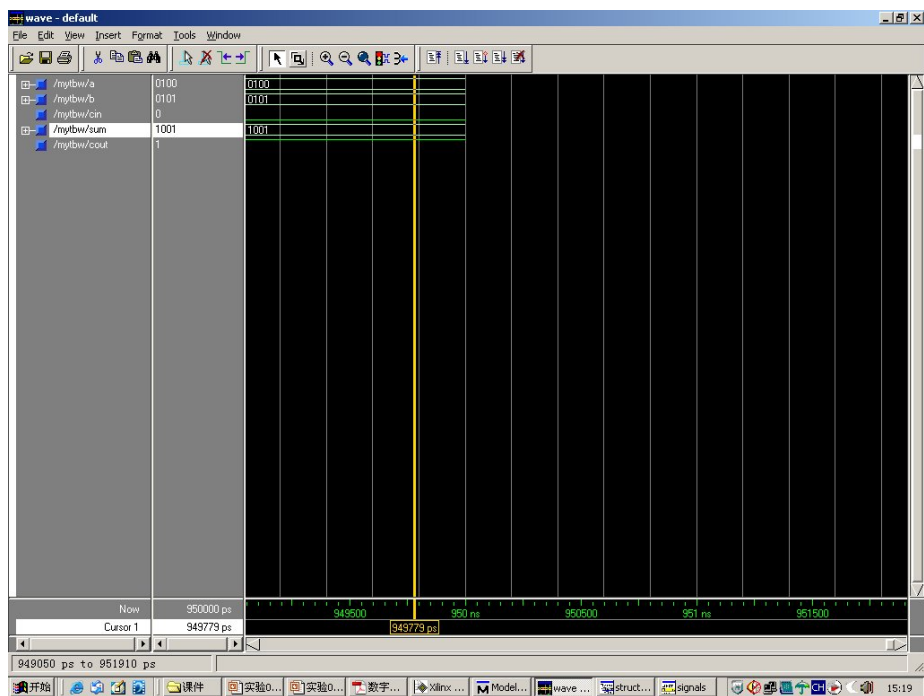 wave - default
File Edit View Insert Format Tools Window
/mytbw/a 0100 0100
/mytbw/b 0101 0101
/mytbw/cin 0
/mytbw/sum 1001 1001
/mytbw/cout 1
Now 950000 ps 949500 950 ns 950500 951 ns 951500
Cursor 1 949779 ps 949779 ps
949050 ps to 951910 ps
开始 课件 实验0... 实验0... 数字... Xilinx ... Model... wave ... struct... signals CH 15:19